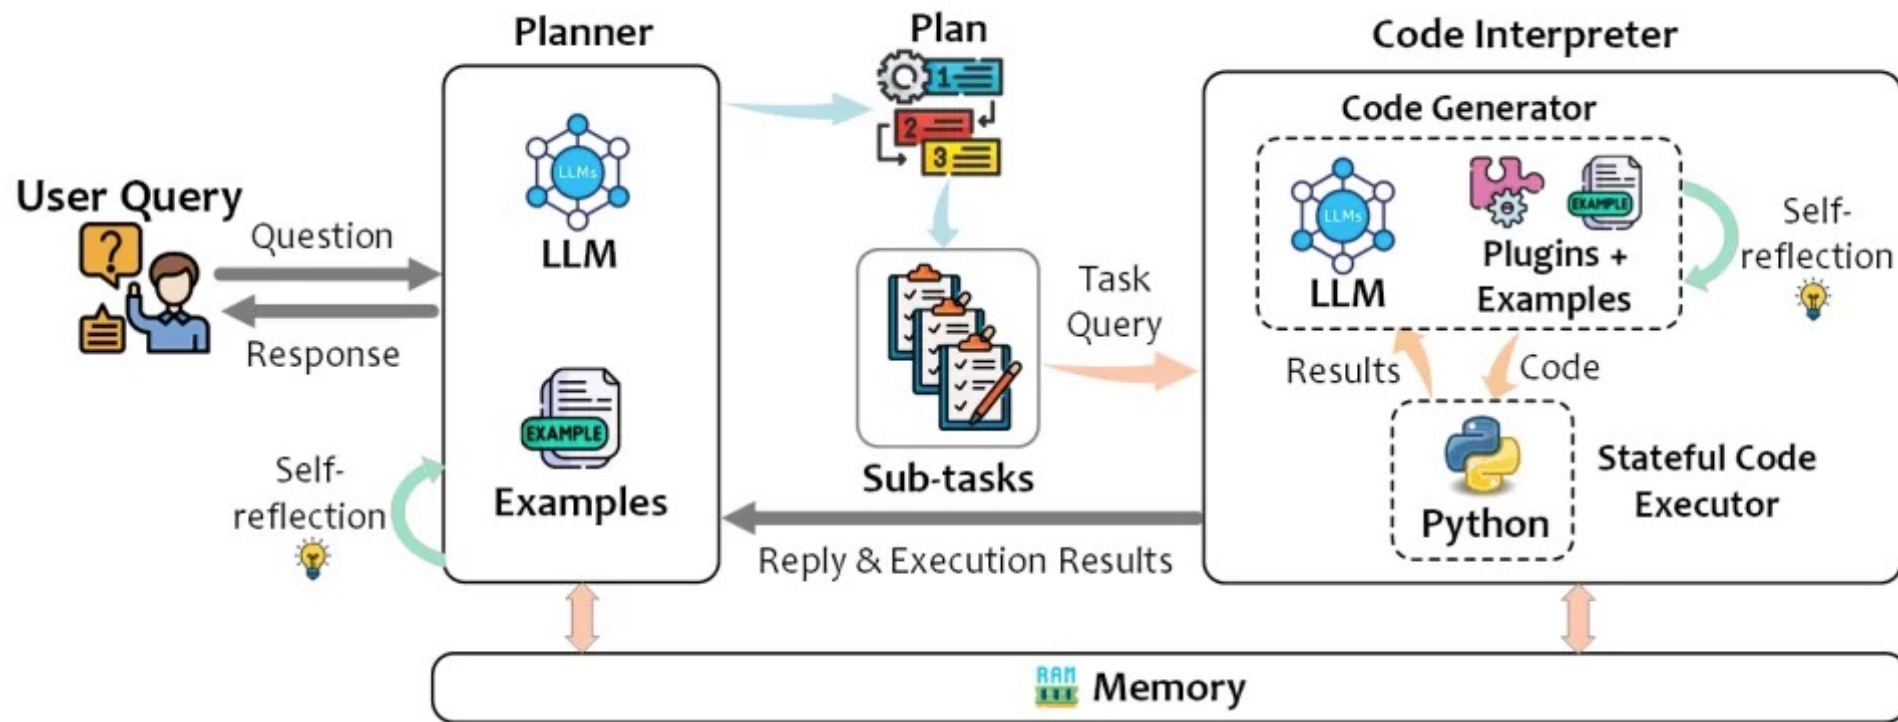 Planner
Plan
1
2
3
Code Interpreter
Code Generator
User Query
?
Question
Response
LLMs
LLM
EXAMPLE
Examples
Self-
reflection
Sub-tasks
Task
Query
LLMs
LLM
EXAMPLE
Plugins +
Examples
Self-
reflection
Results
Code
Python
Stateful Code
Executor
Reply & Execution Results
RAM
Memory